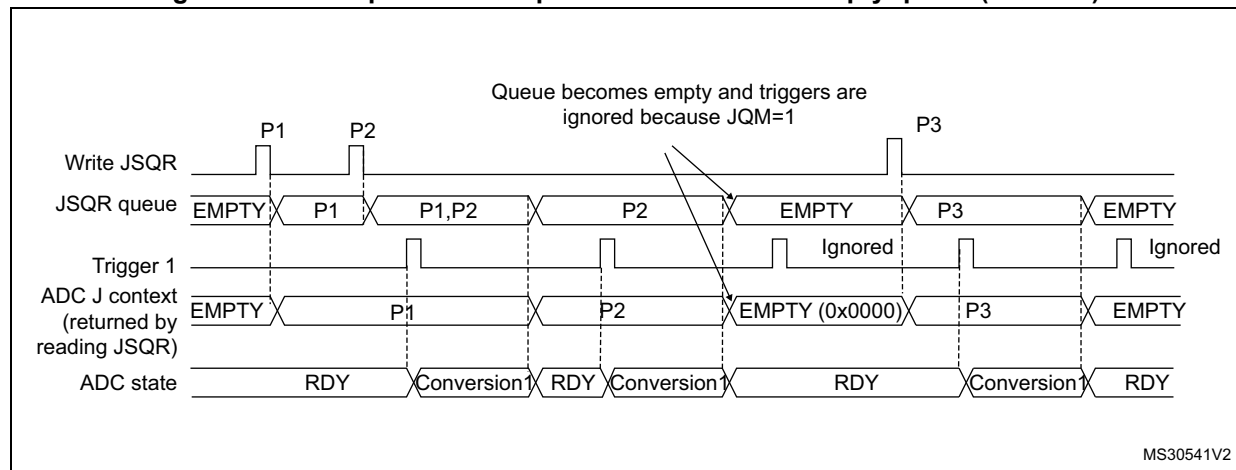 Queue becomes empty and triggers are
ignored because JQM=1
P1
P2
P3
Write JSQR
JSQR queue
EMPTY
P1
P1,P2
P2
EMPTY
P3
EMPTY
Trigger 1
Ignored
Ignored
ADC J context
(returned by
reading JSQR)
EMPTY
P1
P2
EMPTY (0x0000)
P3
EMPTY
ADC state
RDY
Conversion1
RDY
Conversion1
RDY
Conversion1
RDY
MS30541V2